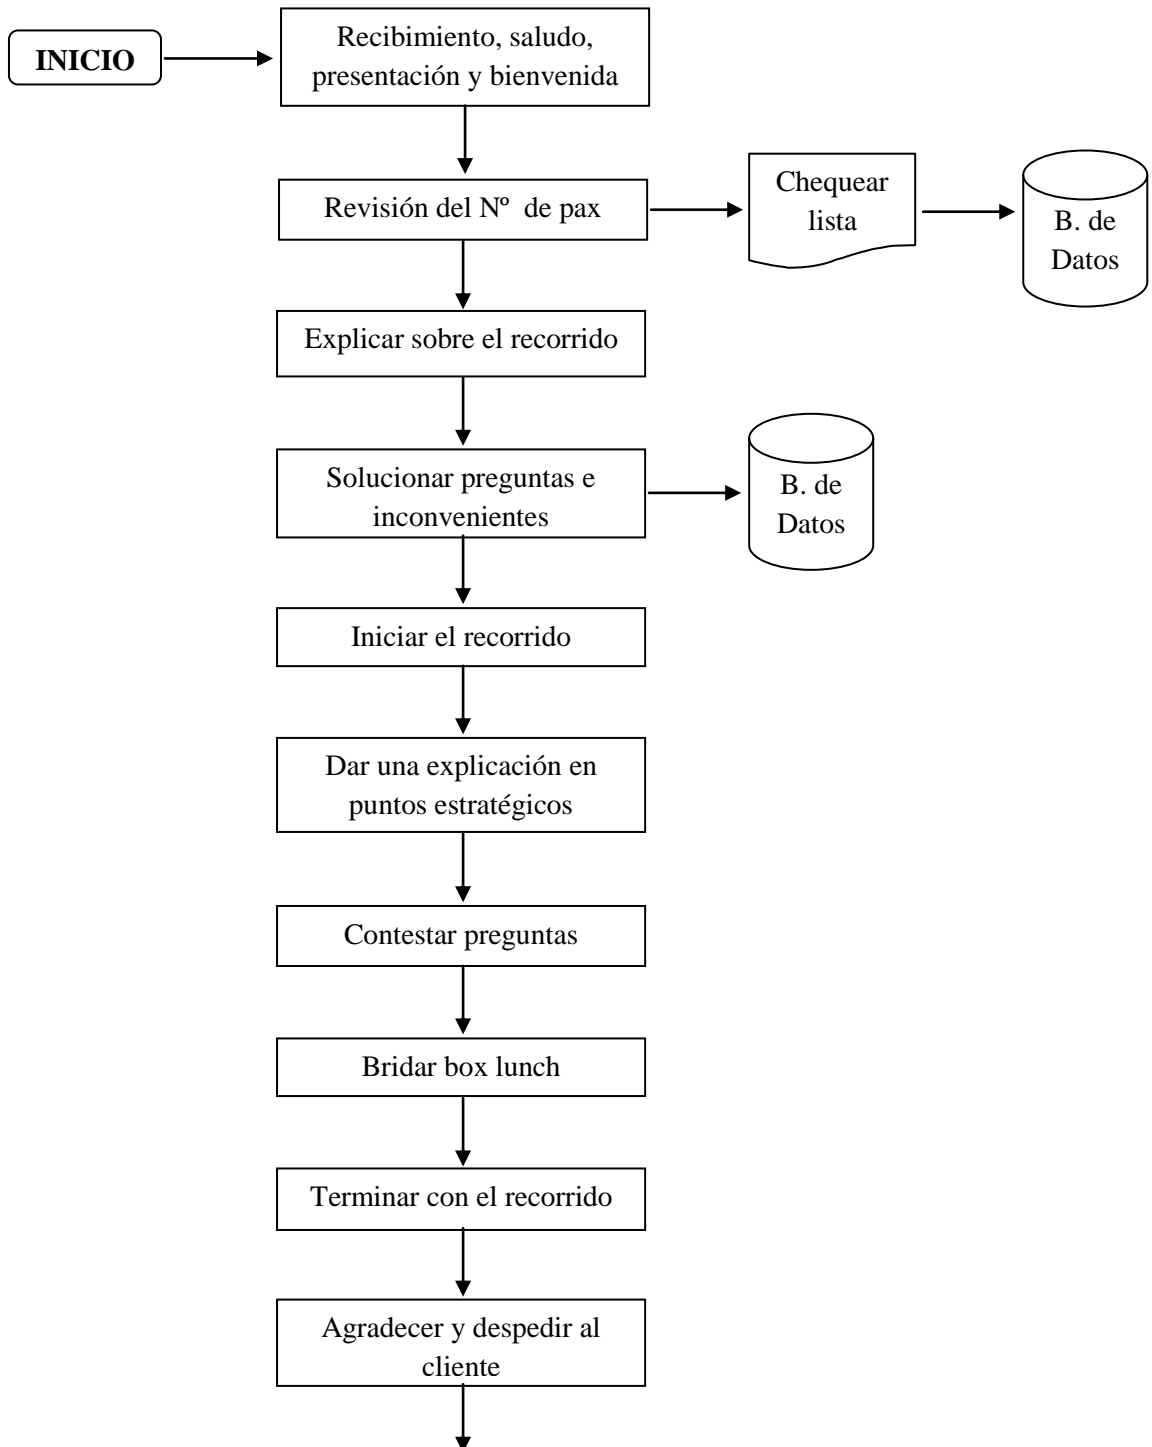 INICIO
Recibimiento, saludo,
presentación y bienvenida
Revisión del Nº de pax
Chequear
lista
B. de
Datos
Explicar sobre el recorrido
Solucionar preguntas e
inconvenientes
B. de
Datos
Iniciar el recorrido
Dar una explicación en
puntos estratégicos
Contestar preguntas
Bridar box lunch
Terminar con el recorrido
Agradecer y despedir al
cliente